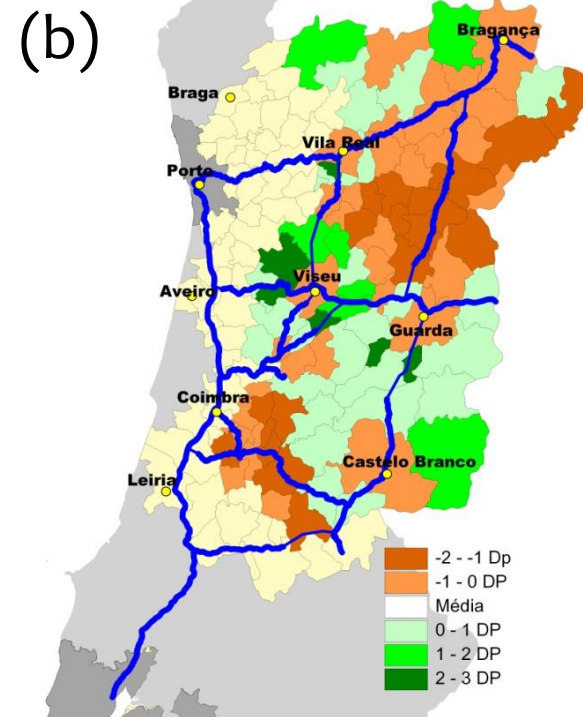 (b)
Bragança
Braga
Vila Real
Porto
Viseu
Aveiro
Guarda
Coimbra
Castelo Branco
Leiria
-2 - -1 Dp
-1 - 0 DP
Média
0 - 1 DP
1 - 2 DP
2 - 3 DP